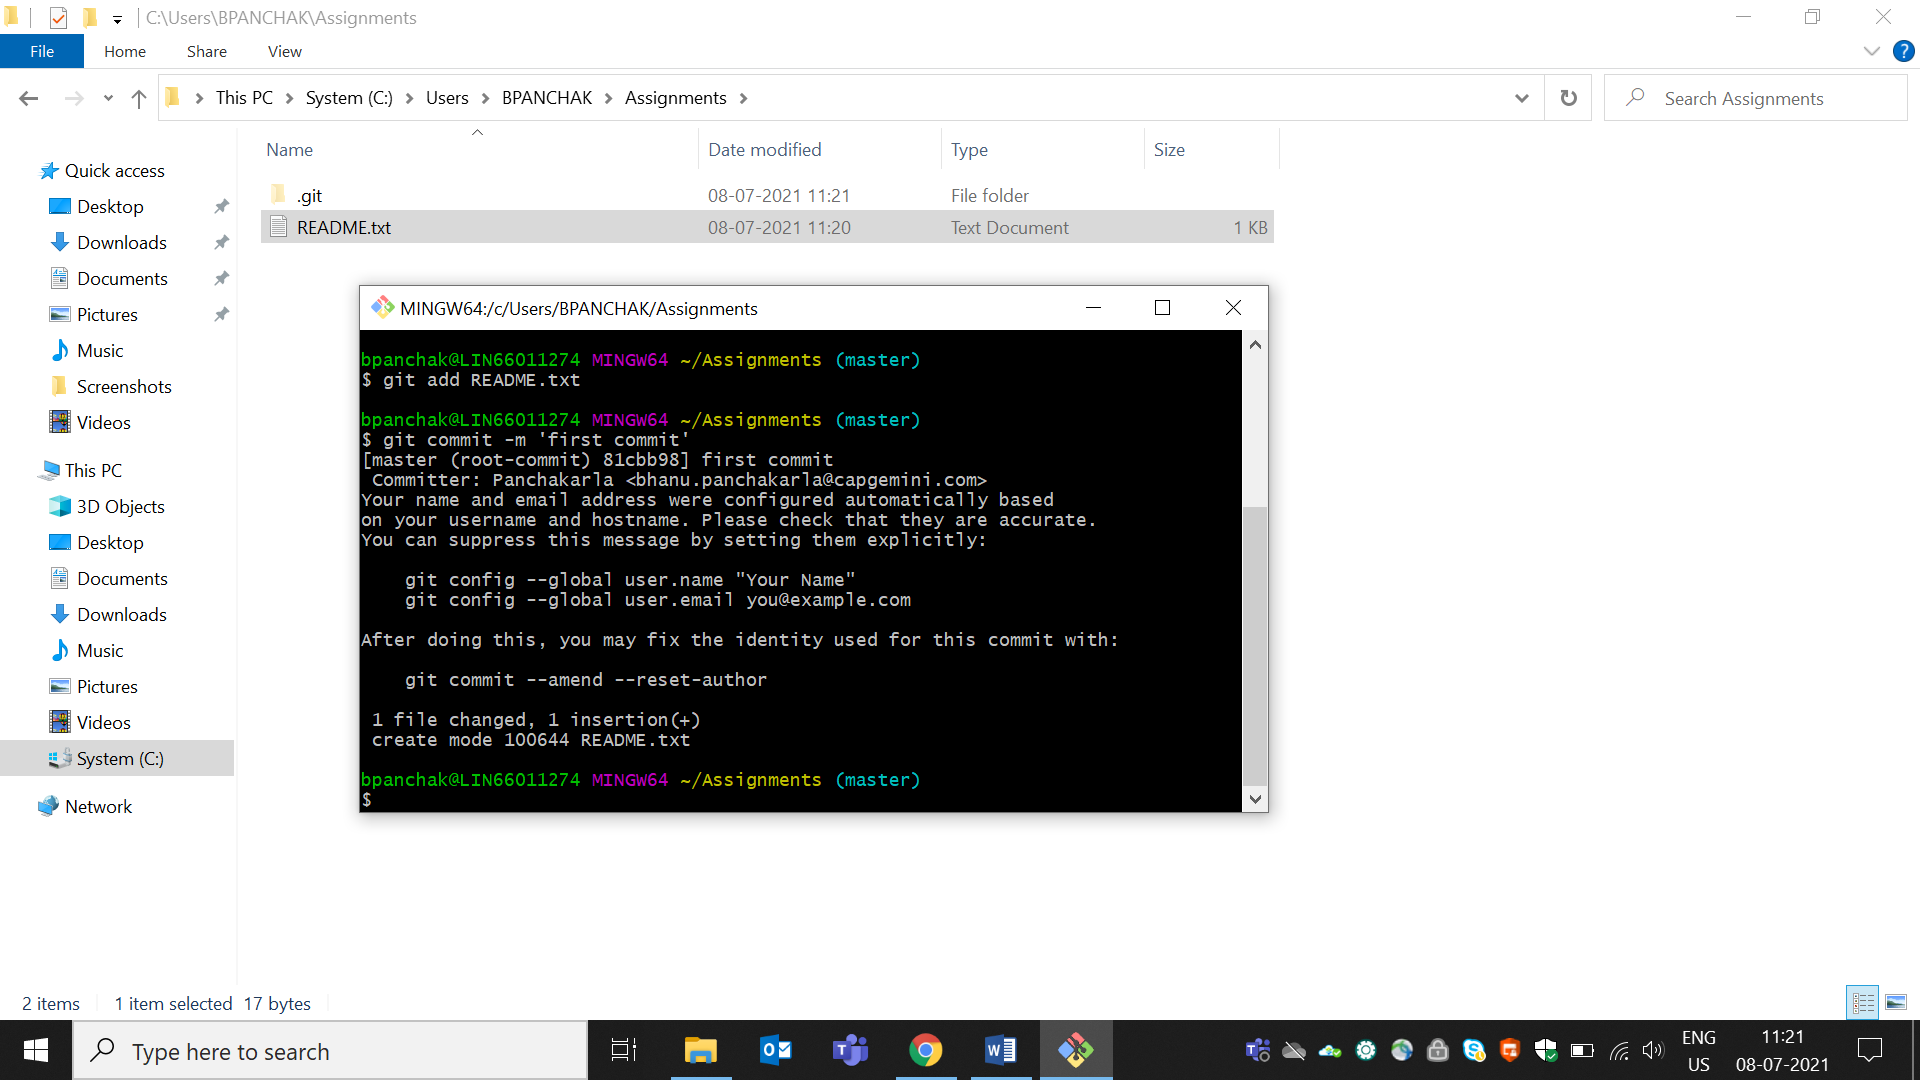 C:\Users\BPANCHAK\Assignments
File Home Share View
This PC System (C:) Users BPANCHAK Assignments
Search Assignments
Name Date modified Type Size
.git 08-07-2021 11:21 File folder
README.txt 08-07-2021 11:20 Text Document 1 KB
Quick access
Desktop
Downloads
Documents
Pictures
Music
Screenshots
Videos
This PC
3D Objects
Desktop
Documents
Downloads
Music
Pictures
Videos
System (C:)
Network
MINGW64:/c/Users/BPANCHAK/Assignments
bpanchak@LIN66011274 MINGW64 ~/Assignments (master)
$ git add README.txt
bpanchak@LIN66011274 MINGW64 ~/Assignments (master)
$ git commit -m 'first commit'
[master (root-commit) 81cbb98] first commit
Committer: Panchakarla <bhanu.panchakarla@capgemini.com>
Your name and email address were configured automatically based
on your username and hostname. Please check that they are accurate.
You can suppress this message by setting them explicitly:
git config --global user.name "Your Name"
git config --global user.email you@example.com
After doing this, you may fix the identity used for this commit with:
git commit --amend --reset-author
1 file changed, 1 insertion(+)
create mode 100644 README.txt
bpanchak@LIN66011274 MINGW64 ~/Assignments (master)
$
2 items 1 item selected 17 bytes
Type here to search
ENG
US
11:21
08-07-2021